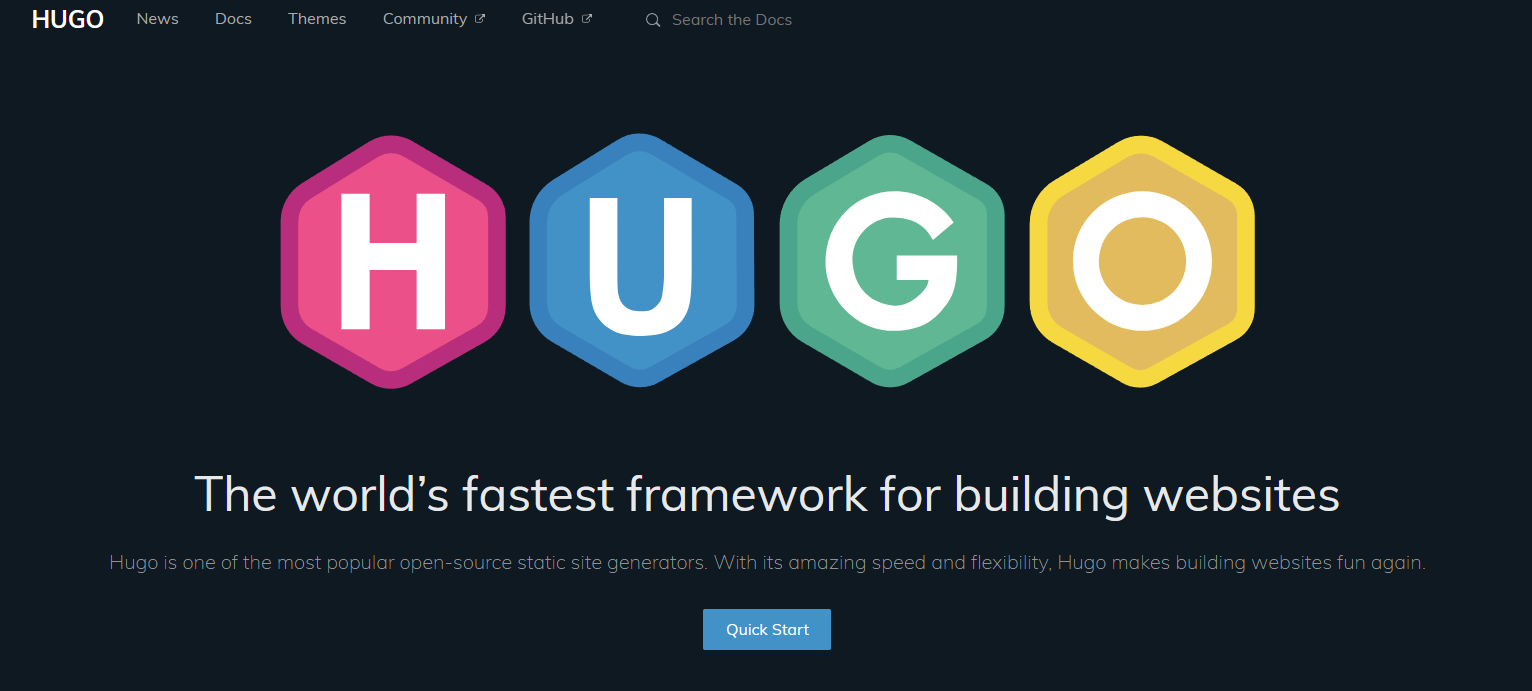 HUGO News Docs Themes Community GitHub Search the Docs
HUGO
The world’s fastest framework for building websites
Hugo is one of the most popular open-source static site generators. With its amazing speed and flexibility, Hugo makes building websites fun again.
Quick Start